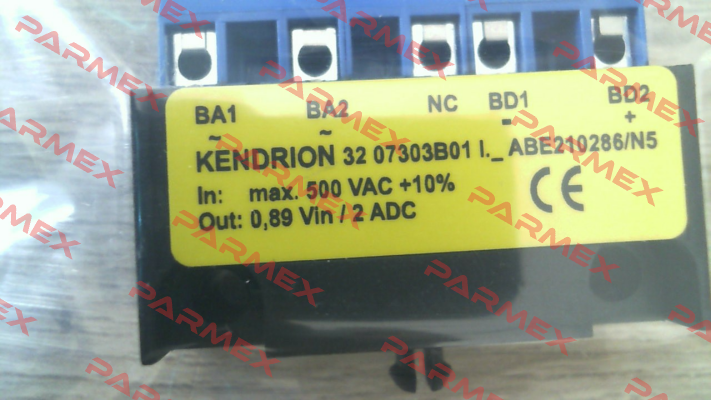 BA1 BA2 NC BD1 BD2
~ ~ - +
KENDRION 32 07303B01 I._ ABE210286/N5
In: max. 500 VAC +10%
Out: 0,89 Vin / 2 ADC
CE
PARMEX